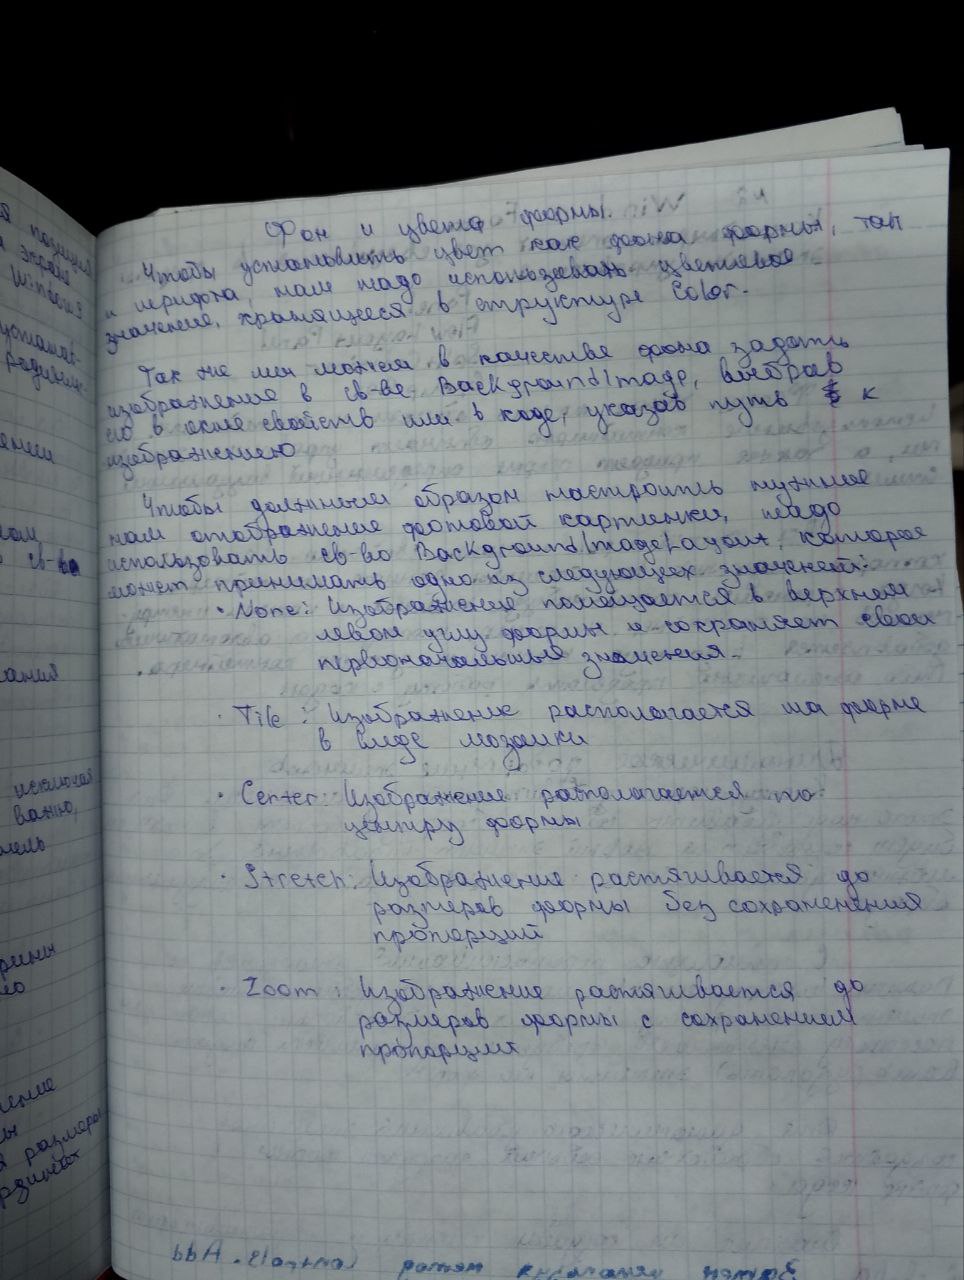 Фон и цвета формы.
Чтобы установить цвет как фона формы, так
и шрифта, нам надо использовать цветовое
значение, хранящееся в структуре Color.
Так же мы можем в качестве фона задать
изображение в св-ве BackgroundImage, выбрав
его в окне свойств или в коде, указав путь к
изображению
Чтобы должным образом настроить нужное
нам отображение фоновой картинки, надо
использовать св-во BackgroundImageLayout, которое
может принимать одно из следующих значений:
• None: Изображение помещается в верхнем
левом углу формы и сохраняет свои
первоначальные значения.
• Tile: Изображение располагается на форме
в виде мозаики
• Center: Изображение располагается по
центру формы
• Stretch: Изображение растягивается до
размеров формы без сохранения
пропорций
• Zoom: Изображение растягивается до
размеров формы с сохранением
пропорций